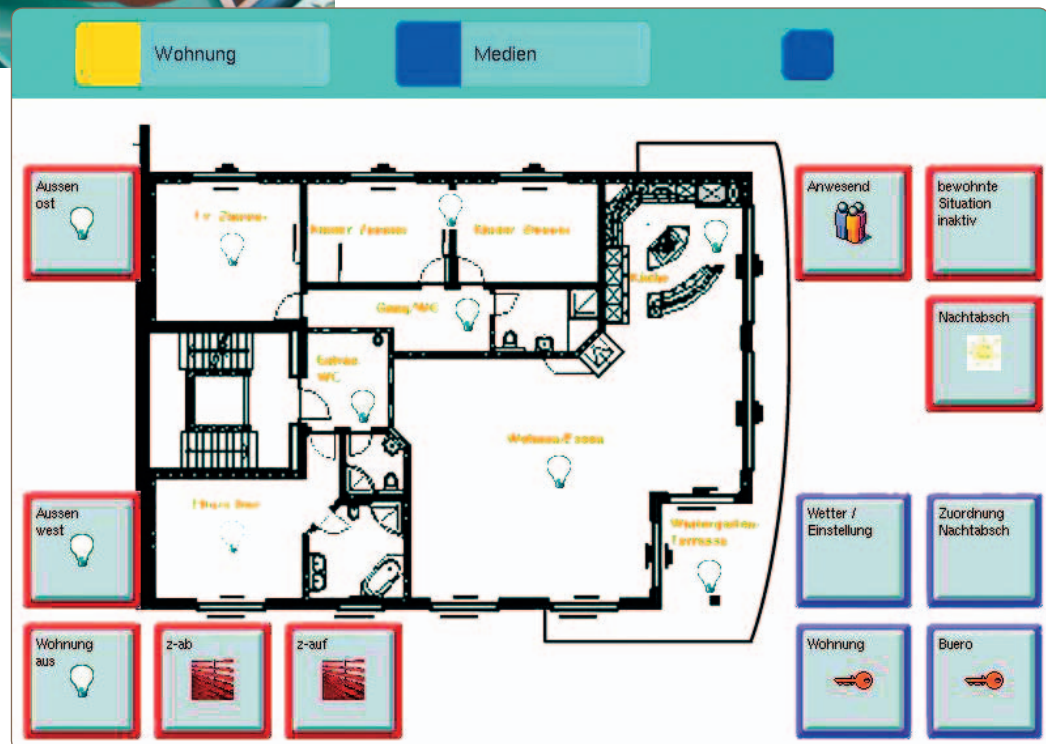 Wohnung
Medien
Aussen
ost
Anwesend
bewohnte
Situation
inaktiv
Nachtabsch
Gang/WC
Küche
WC
Wohnen/Essen
Wintergarten-
Terrasse
Aussen
west
Wetter /
Einstellung
Zuordnung
Nachtabsch
Wohnung
aus
z-ab
z-auf
Wohnung
Buero